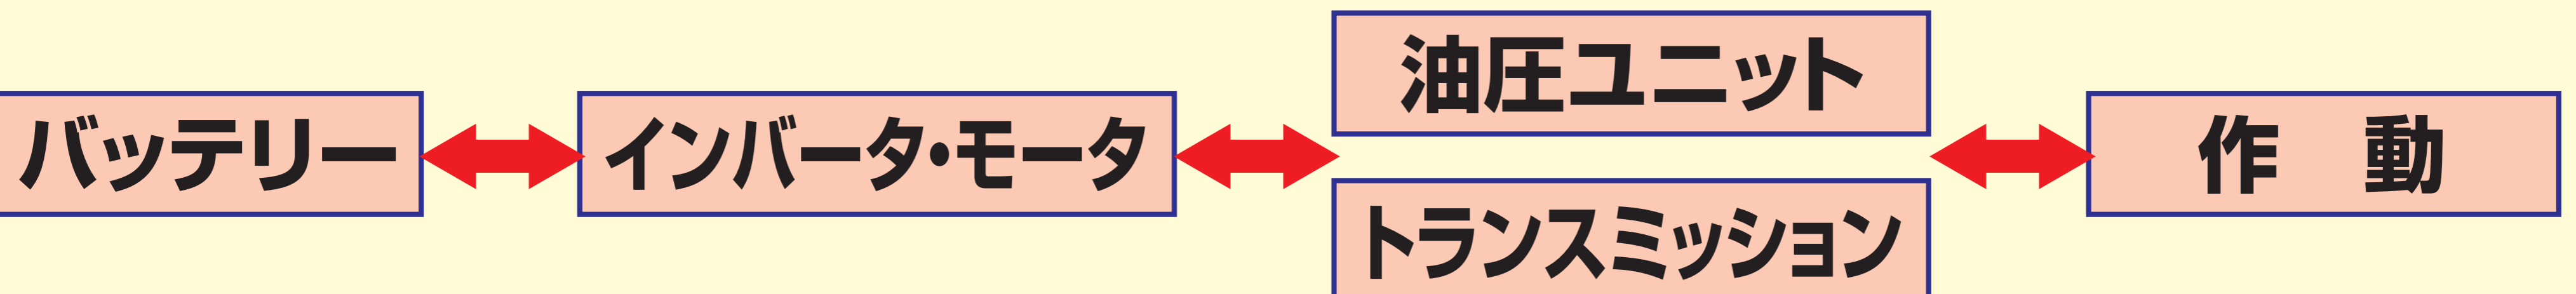 バッテリー
インバータ・モータ
油圧ユニット
トランスミッション
作　動